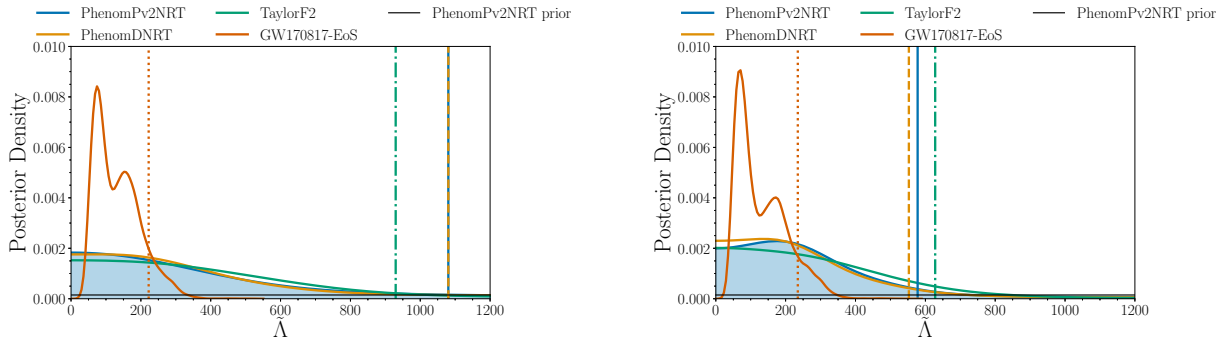 PhenomPv2NRT TaylorF2 PhenomPv2NRT prior
PhenomDNRT GW170817-EoS
0.010
0.008
0.006
0.004
0.002
0.000
Posterior Density
0 200 400 600 800 1000 1200
Λ̃
PhenomPv2NRT TaylorF2 PhenomPv2NRT prior
PhenomDNRT GW170817-EoS
0.010
0.008
0.006
0.004
0.002
0.000
Posterior Density
0 200 400 600 800 1000 1200
Λ̃